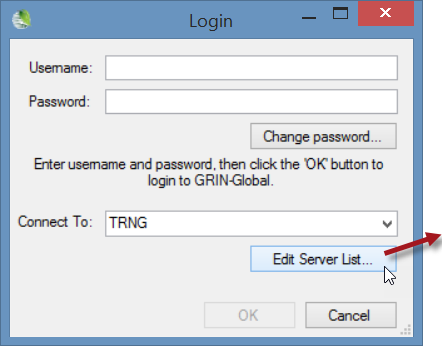 Login
Username:
Password:
Change password...
Enter username and password, then click the 'OK' button to
login to GRIN-Global.
Connect To: TRNG
Edit Server List...
OK Cancel